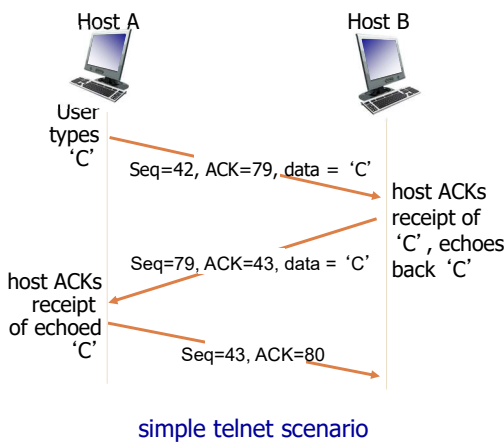 Host A
Host B
User
types
‘C’
Seq=42, ACK=79, data = ‘C’
host ACKs
receipt of
‘C’, echoes
back ‘C’
Seq=79, ACK=43, data = ‘C’
host ACKs
receipt
of echoed
‘C’
Seq=43, ACK=80
simple telnet scenario